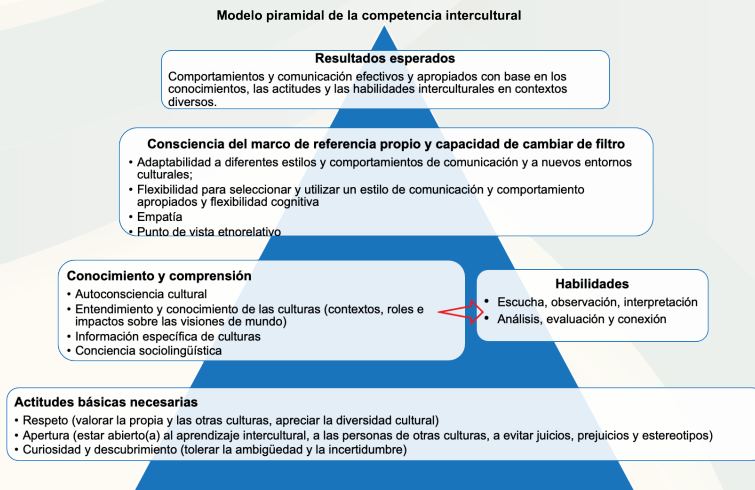 Modelo piramidal de la competencia intercultural
Resultados esperados
Comportamientos y comunicación efectivos y apropiados con base en los
conocimientos, las actitudes y las habilidades interculturales en contextos
diversos.
Consciencia del marco de referencia propio y capacidad de cambiar de filtro
• Adaptabilidad a diferentes estilos y comportamientos de comunicación y a nuevos entornos
culturales;
• Flexibilidad para seleccionar y utilizar un estilo de comunicación y comportamiento
apropiados y flexibilidad cognitiva
• Empatía
• Punto de vista etnorelativo
Conocimiento y comprensión
• Autoconsciencia cultural
• Entendimiento y conocimiento de las culturas (contextos, roles e
impactos sobre las visiones de mundo)
• Información específica de culturas
• Conciencia sociolingüística
Habilidades
• Escucha, observación, interpretación
• Análisis, evaluación y conexión
Actitudes básicas necesarias
• Respeto (valorar la propia y las otras culturas, apreciar la diversidad cultural)
• Apertura (estar abierto(a) al aprendizaje intercultural, a las personas de otras culturas, a evitar juicios, prejuicios y estereotipos)
• Curiosidad y descubrimiento (tolerar la ambigüedad y la incertidumbre)